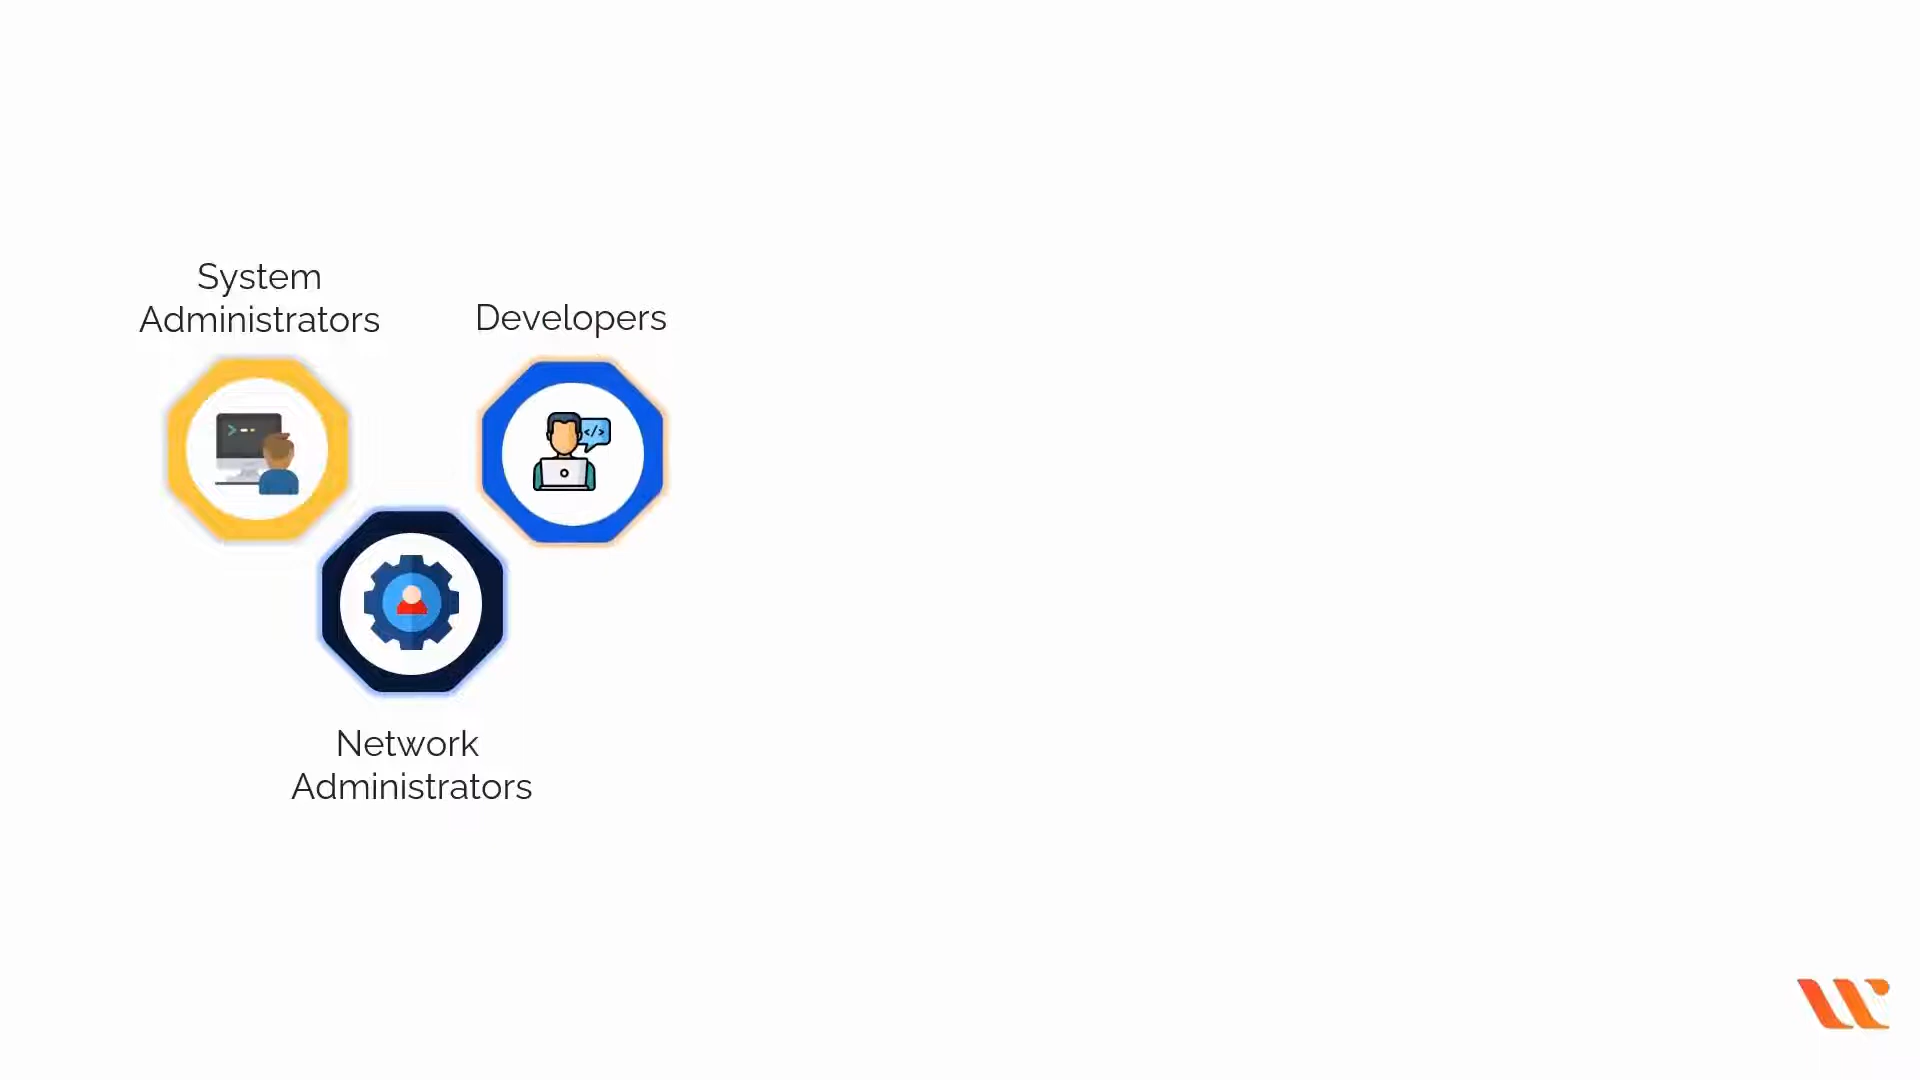 System
Administrators
Developers
</>
Network
Administrators